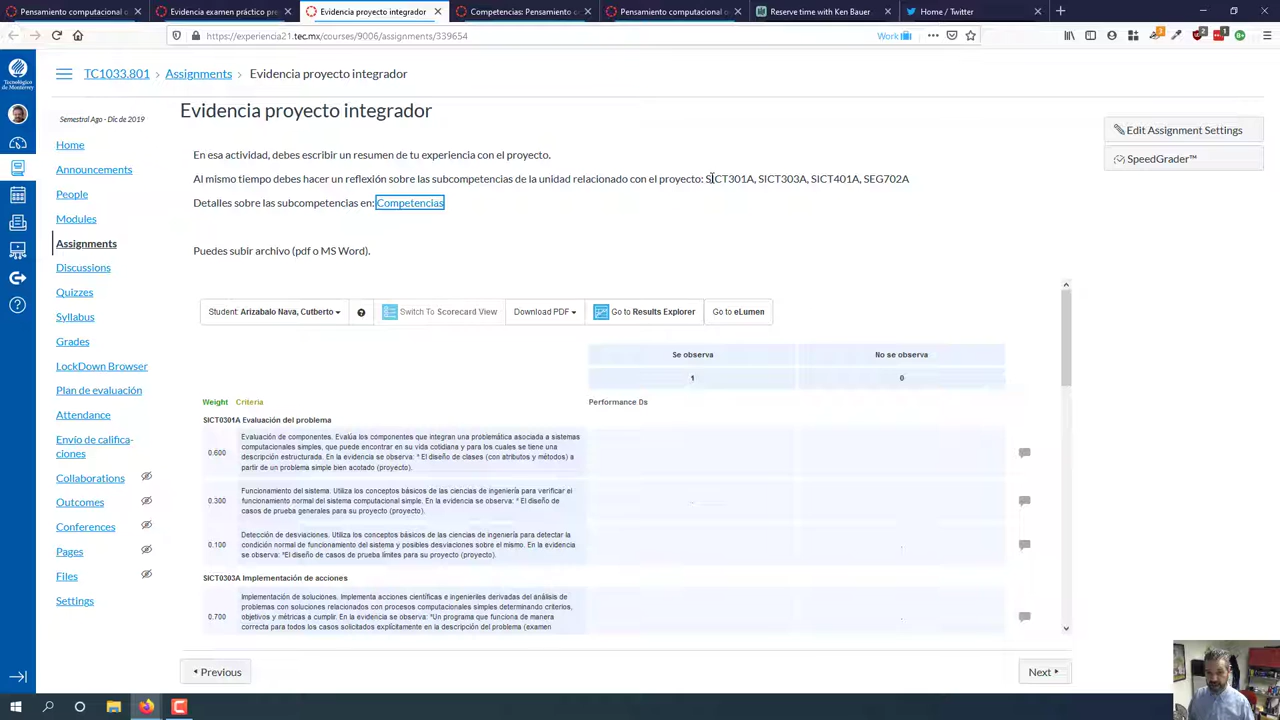 Pensamiento computacional o
Evidencia examen práctico pre
Evidencia proyecto integrador
Competencias: Pensamiento cr
Pensamiento computacional o
Reserve time with Ken Bauer
Home / Twitter
https://experiencia21.tec.mx/courses/9006/assignments/339654
Work
TC1033.801 › Assignments › Evidencia proyecto integrador
Tecnológico de Monterrey
Semestral Ago - Dic de 2019
Home
Announcements
People
Modules
Assignments
Discussions
Quizzes
Syllabus
Grades
LockDown Browser
Plan de evaluación
Attendance
Envío de califica-
ciones
Collaborations
Outcomes
Conferences
Pages
Files
Settings
Evidencia proyecto integrador
Edit Assignment Settings
SpeedGrader™
En esa actividad, debes escribir un resumen de tu experiencia con el proyecto.
Al mismo tiempo debes hacer un reflexión sobre las subcompetencias de la unidad relacionado con el proyecto: SICT301A, SICT303A, SICT401A, SEG702A
Detalles sobre las subcompetencias en: Competencias
Puedes subir archivo (pdf o MS Word).
Student: Arizabalo Nava, Cutberto
Switch To Scorecard View
Download PDF
Go to Results Explorer
Go to eLumen
Se observa
No se observa
1
0
Weight Criteria
Performance Ds
SICT0301A Evaluación del problema
0.600
Evaluación de componentes. Evalúa los componentes que integran una problemática asociada a sistemas
computacionales simples, que puede encontrar en su vida cotidiana y para los cuales se tiene una
descripción estructurada. En la evidencia se observa: * El diseño de clases (con atributos y métodos) a
partir de un problema simple bien acotado (proyecto).
0.300
Funcionamiento del sistema. Utiliza los conceptos básicos de las ciencias de ingeniería para verificar el
funcionamiento normal del sistema computacional simple. En la evidencia se observa: * El diseño de
casos de prueba generales para su proyecto (proyecto).
0.100
Detección de desviaciones. Utiliza los conceptos básicos de las ciencias de ingeniería para detectar la
condición normal de funcionamiento del sistema y posibles desviaciones sobre el mismo. En la evidencia
se observa: *El diseño de casos de prueba límites para su proyecto (proyecto).
SICT0303A Implementación de acciones
0.700
Implementación de soluciones. Implementa acciones científicas e ingenieriles derivadas del análisis de
problemas con soluciones relacionados con procesos computacionales simples determinando criterios,
objetivos y métricas a cumplir. En la evidencia se observa: *Un programa que funciona de manera
correcta para todos los casos solicitados explícitamente en la descripción del problema (examen
Previous
Next